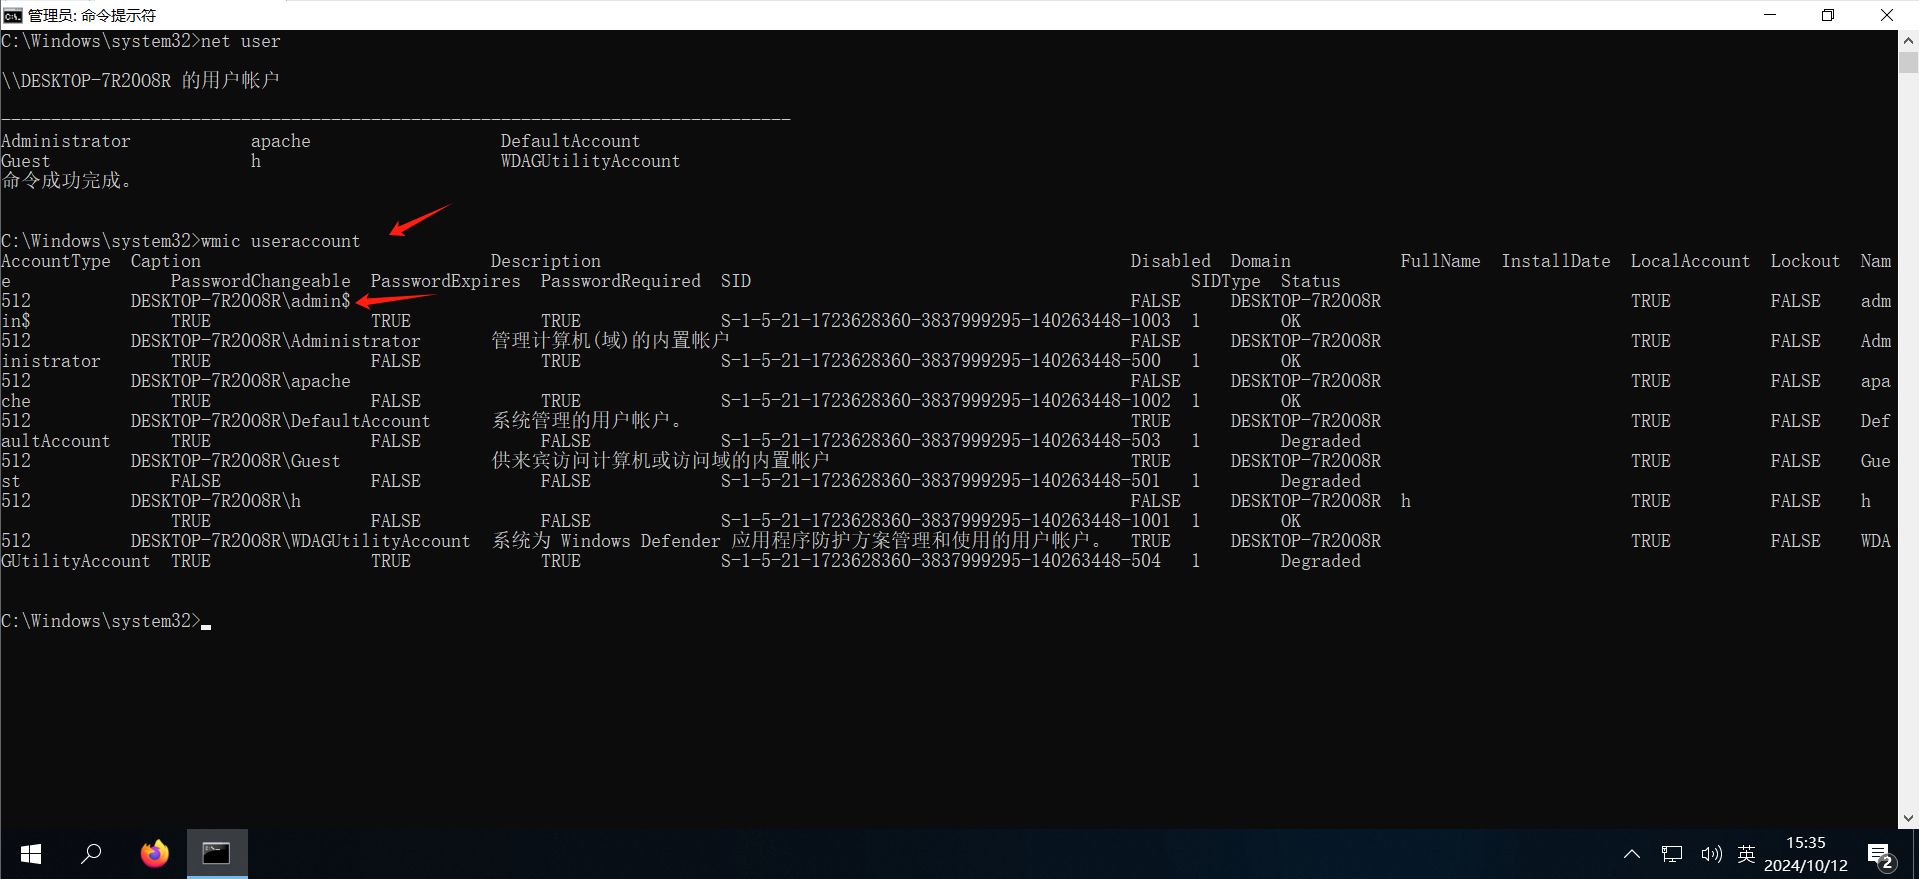 管理员: 命令提示符
C:\Windows\system32>net user
\\DESKTOP-7R2008R 的用户帐户
-------------------------------------------------------------------------------
Administrator            apache                   DefaultAccount
Guest                    h                        WDAGUtilityAccount
命令成功完成。
C:\Windows\system32>wmic useraccount
AccountType  Caption                             Description                                                     Disabled  Domain           FullName  InstallDate  LocalAccount  Lockout  Nam
e                PasswordChangeable  PasswordExpires  PasswordRequired  SID                                            SIDType  Status
512          DESKTOP-7R2008R\admin$                                                                              FALSE     DESKTOP-7R2008R                         TRUE          FALSE    adm
in$              TRUE                TRUE             TRUE              S-1-5-21-1723628360-3837999295-140263448-1003  1        OK
512          DESKTOP-7R2008R\Administrator       管理计算机(域)的内置帐户                                        FALSE     DESKTOP-7R2008R                         TRUE          FALSE    Adm
inistrator       TRUE                FALSE            TRUE              S-1-5-21-1723628360-3837999295-140263448-500   1        OK
512          DESKTOP-7R2008R\apache                                                                              FALSE     DESKTOP-7R2008R                         TRUE          FALSE    apa
che              TRUE                FALSE            TRUE              S-1-5-21-1723628360-3837999295-140263448-1002  1        OK
512          DESKTOP-7R2008R\DefaultAccount      系统管理的用户帐户。                                            TRUE      DESKTOP-7R2008R                         TRUE          FALSE    Def
aultAccount      TRUE                FALSE            FALSE             S-1-5-21-1723628360-3837999295-140263448-503   1        Degraded
512          DESKTOP-7R2008R\Guest               供来宾访问计算机或访问域的内置帐户                              TRUE      DESKTOP-7R2008R                         TRUE          FALSE    Gue
st               FALSE               FALSE            FALSE             S-1-5-21-1723628360-3837999295-140263448-501   1        Degraded
512          DESKTOP-7R2008R\h                                                                                   FALSE     DESKTOP-7R2008R  h                      TRUE          FALSE    h
                 TRUE                FALSE            FALSE             S-1-5-21-1723628360-3837999295-140263448-1001  1        OK
512          DESKTOP-7R2008R\WDAGUtilityAccount  系统为 Windows Defender 应用程序防护方案管理和使用的用户帐户。  TRUE      DESKTOP-7R2008R                         TRUE          FALSE    WDA
GUtilityAccount  TRUE                TRUE             TRUE              S-1-5-21-1723628360-3837999295-140263448-504   1        Degraded
C:\Windows\system32>
英
15:35
2024/10/12
2